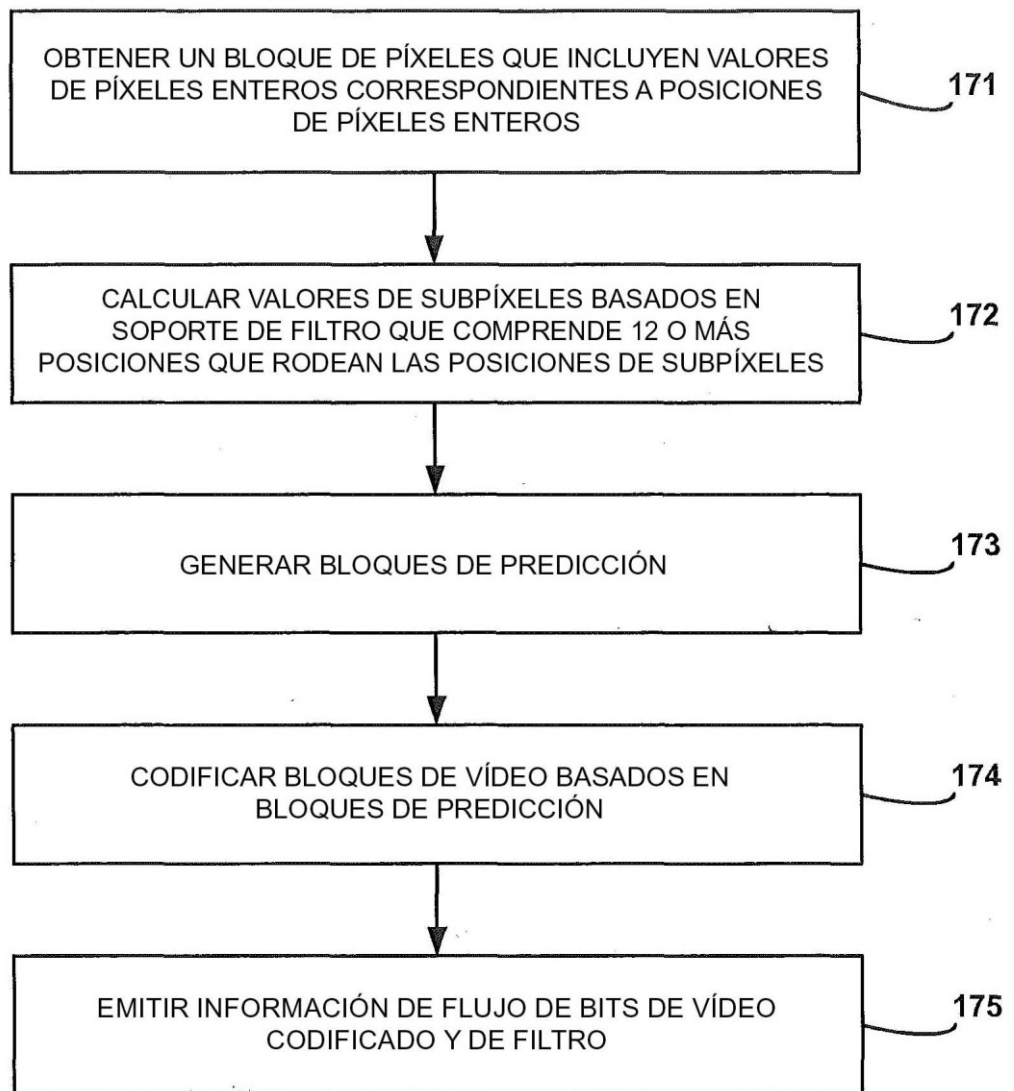 OBTENER UN BLOQUE DE PÍXELES QUE INCLUYEN VALORES
DE PÍXELES ENTEROS CORRESPONDIENTES A POSICIONES
DE PÍXELES ENTEROS
171
CALCULAR VALORES DE SUBPÍXELES BASADOS EN
SOPORTE DE FILTRO QUE COMPRENDE 12 O MÁS
POSICIONES QUE RODEAN LAS POSICIONES DE SUBPÍXELES
172
GENERAR BLOQUES DE PREDICCIÓN
173
CODIFICAR BLOQUES DE VÍDEO BASADOS EN
BLOQUES DE PREDICCIÓN
174
EMITIR INFORMACIÓN DE FLUJO DE BITS DE VÍDEO
CODIFICADO Y DE FILTRO
175